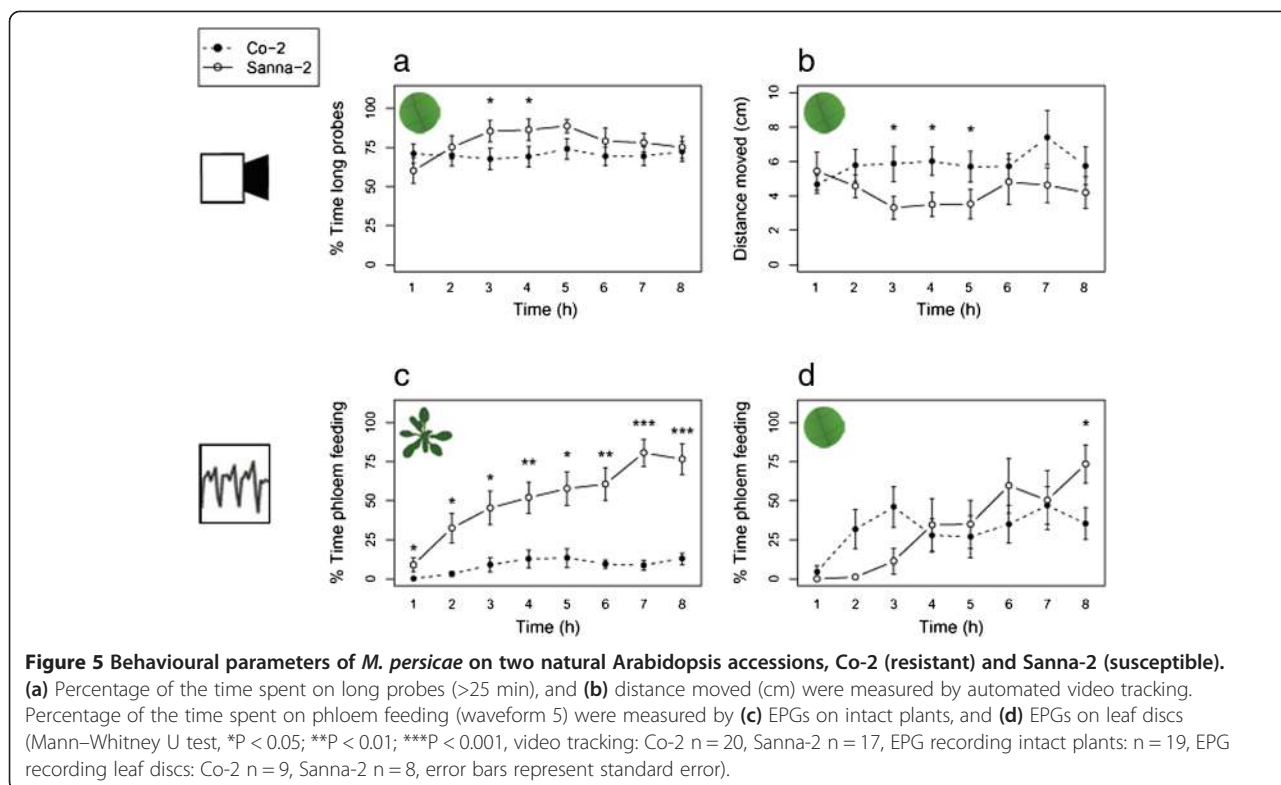 Co-2
Sanna-2
a
b
* *
* * *
% Time long probes
0 25 50 75 100
1 2 3 4 5 6 7 8
Time (h)
Distance moved (cm)
0 2 4 6 8 10
1 2 3 4 5 6 7 8
Time (h)
c
d
* * * ** * ** *** ***
*
% Time phloem feeding
0 25 50 75 100
1 2 3 4 5 6 7 8
Time (h)
% Time phloem feeding
0 25 50 75 100
1 2 3 4 5 6 7 8
Time (h)
Figure 5 Behavioural parameters of M. persicae on two natural Arabidopsis accessions, Co-2 (resistant) and Sanna-2 (susceptible).
(a) Percentage of the time spent on long probes (>25 min), and (b) distance moved (cm) were measured by automated video tracking.
Percentage of the time spent on phloem feeding (waveform 5) were measured by (c) EPGs on intact plants, and (d) EPGs on leaf discs
(Mann–Whitney U test, *P < 0.05; **P < 0.01; ***P < 0.001, video tracking: Co-2 n = 20, Sanna-2 n = 17, EPG recording intact plants: n = 19, EPG
recording leaf discs: Co-2 n = 9, Sanna-2 n = 8, error bars represent standard error).